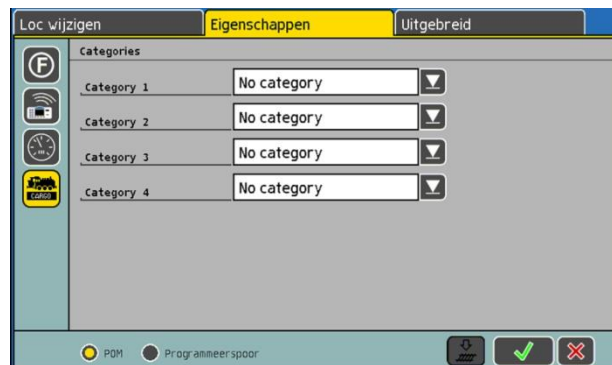 Loc wijzigen Eigenschappen Uitgebreid
Categories
F
Category 1 No category
Category 2 No category
Category 3 No category
Category 4 No category
CARGO
POM Programmeerspoor